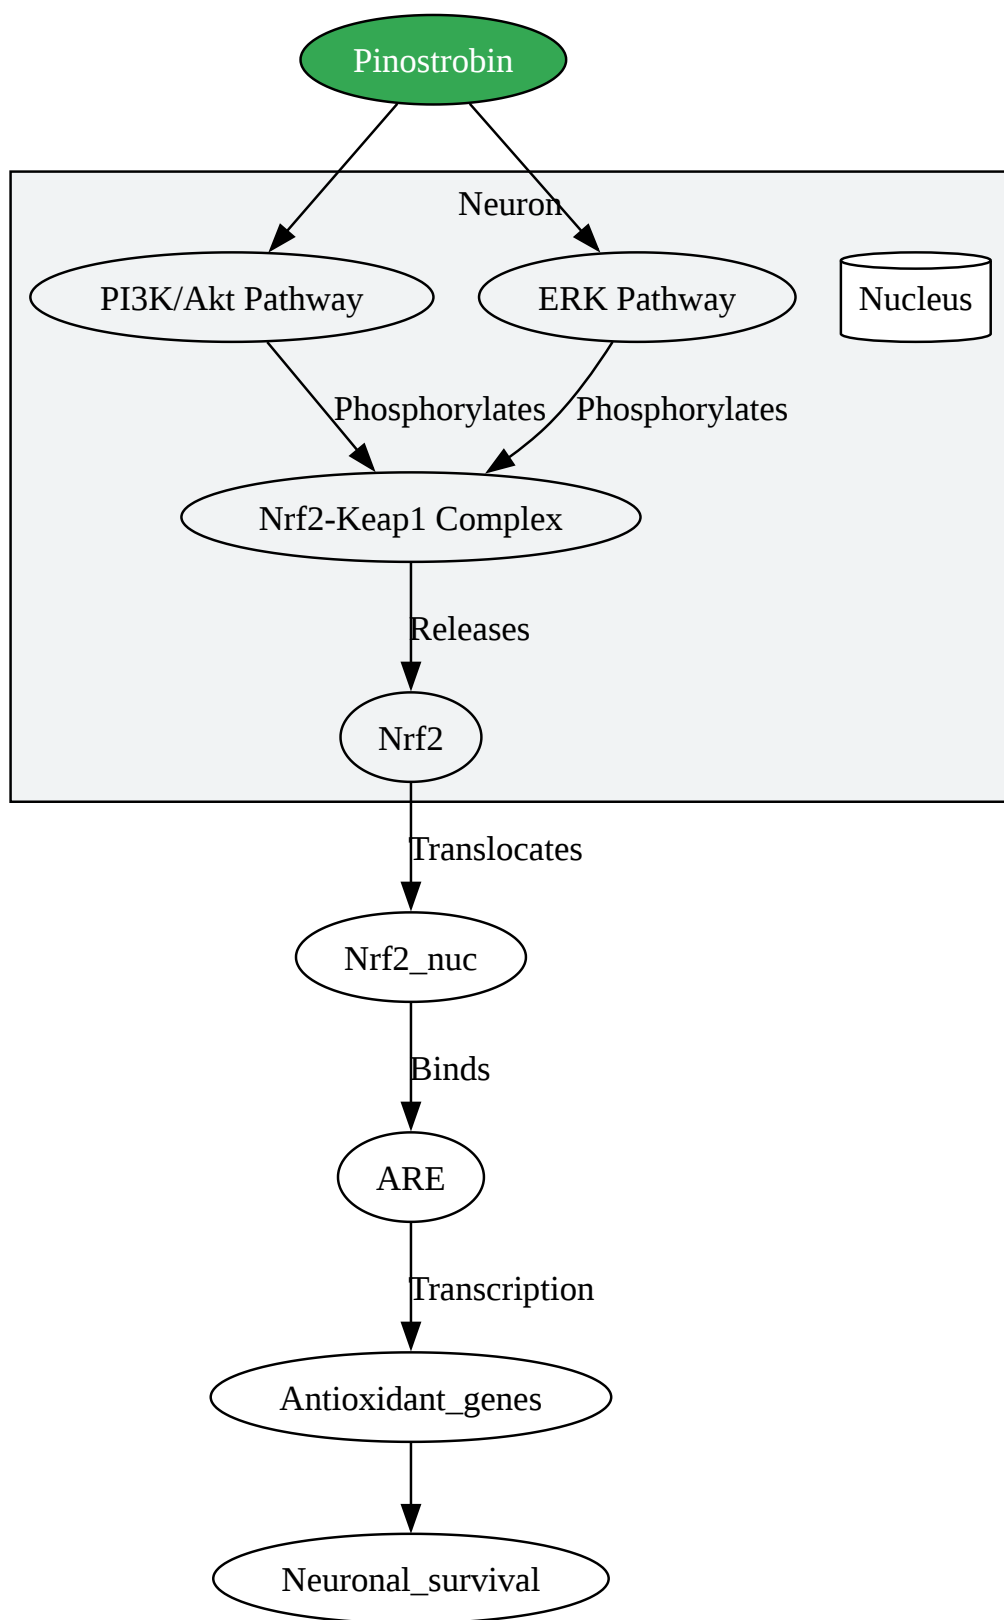 Pinostrobin
Neuron
PI3K/Akt Pathway
ERK Pathway
Nucleus
Phosphorylates
Phosphorylates
Nrf2-Keap1 Complex
Releases
Nrf2
Translocates
Nrf2_nuc
Binds
ARE
Transcription
Antioxidant_genes
Neuronal_survival